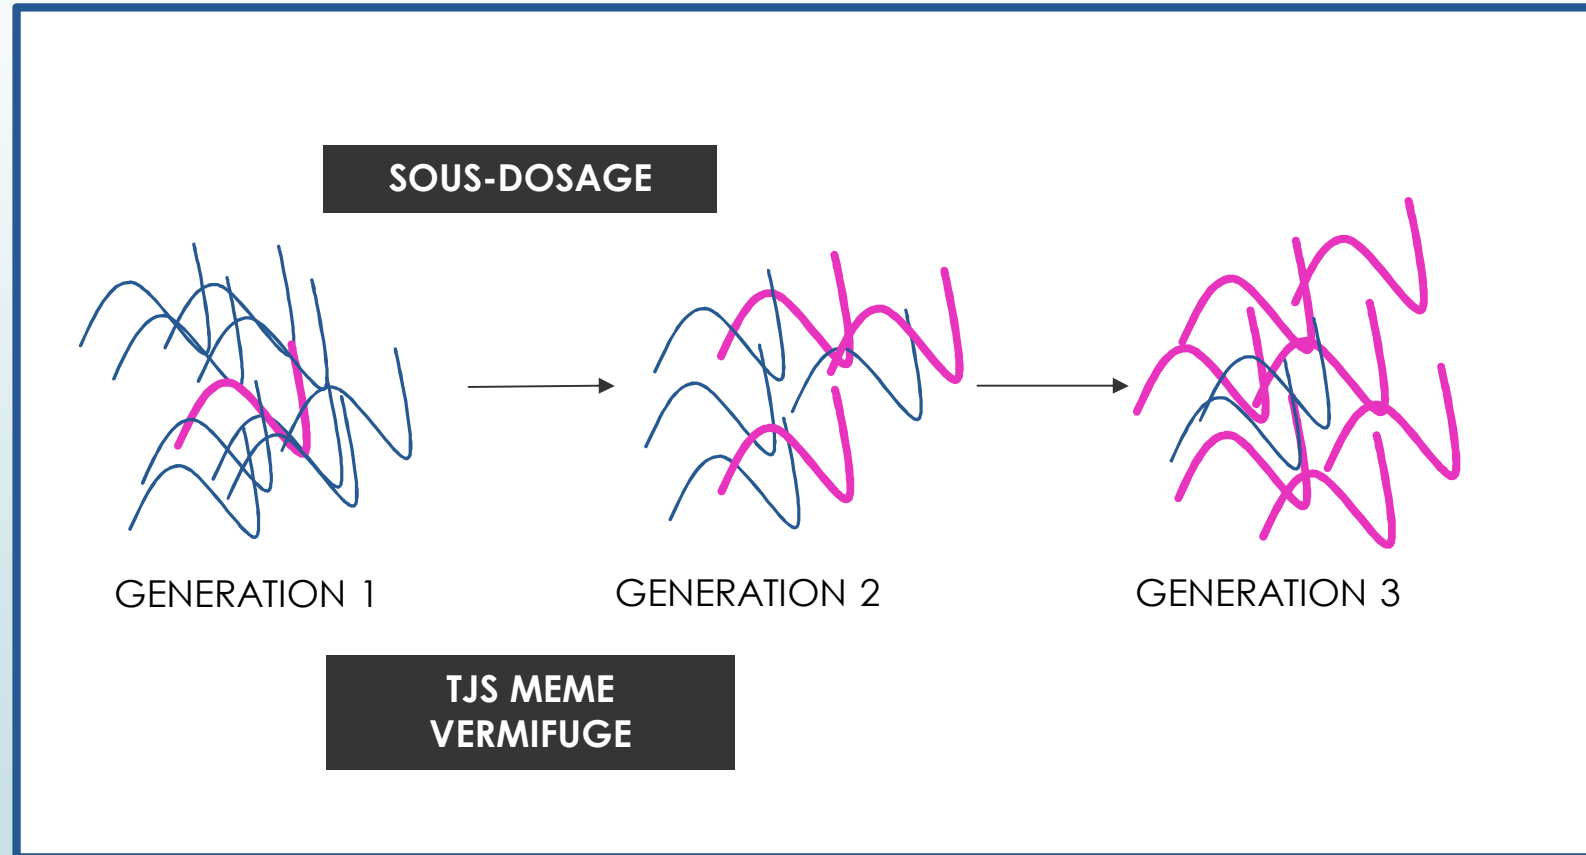 SOUS-DOSAGE
GENERATION 1
GENERATION 2
GENERATION 3
TJS MEME
VERMIFUGE